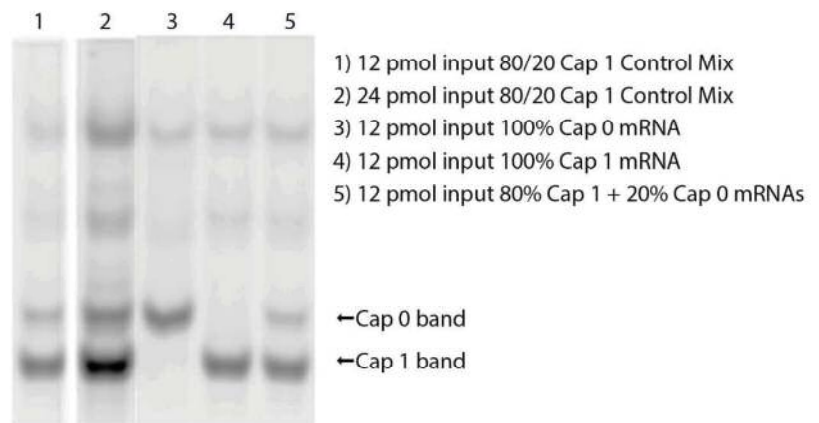 1 2 3 4 5
1) 12 pmol input 80/20 Cap 1 Control Mix
2) 24 pmol input 80/20 Cap 1 Control Mix
3) 12 pmol input 100% Cap 0 mRNA
4) 12 pmol input 100% Cap 1 mRNA
5) 12 pmol input 80% Cap 1 + 20% Cap 0 mRNAs
←Cap 0 band
←Cap 1 band